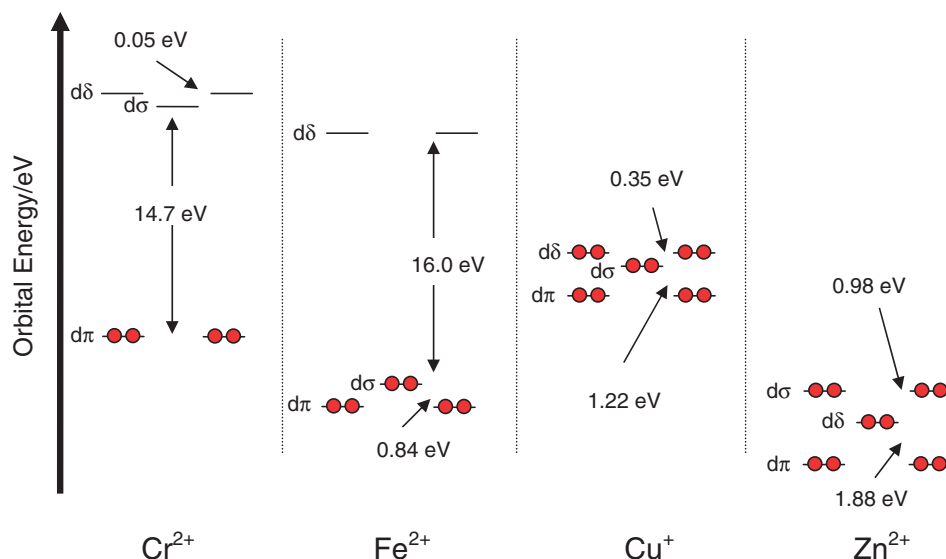 Orbital Energy/eV
0.05 eV
dδ
dσ
14.7 eV
dπ
Cr2+
dδ
16.0 eV
dσ
dπ
0.84 eV
Fe2+
0.35 eV
dδ
dσ
dπ
1.22 eV
Cu+
0.98 eV
dσ
dδ
dπ
1.88 eV
Zn2+